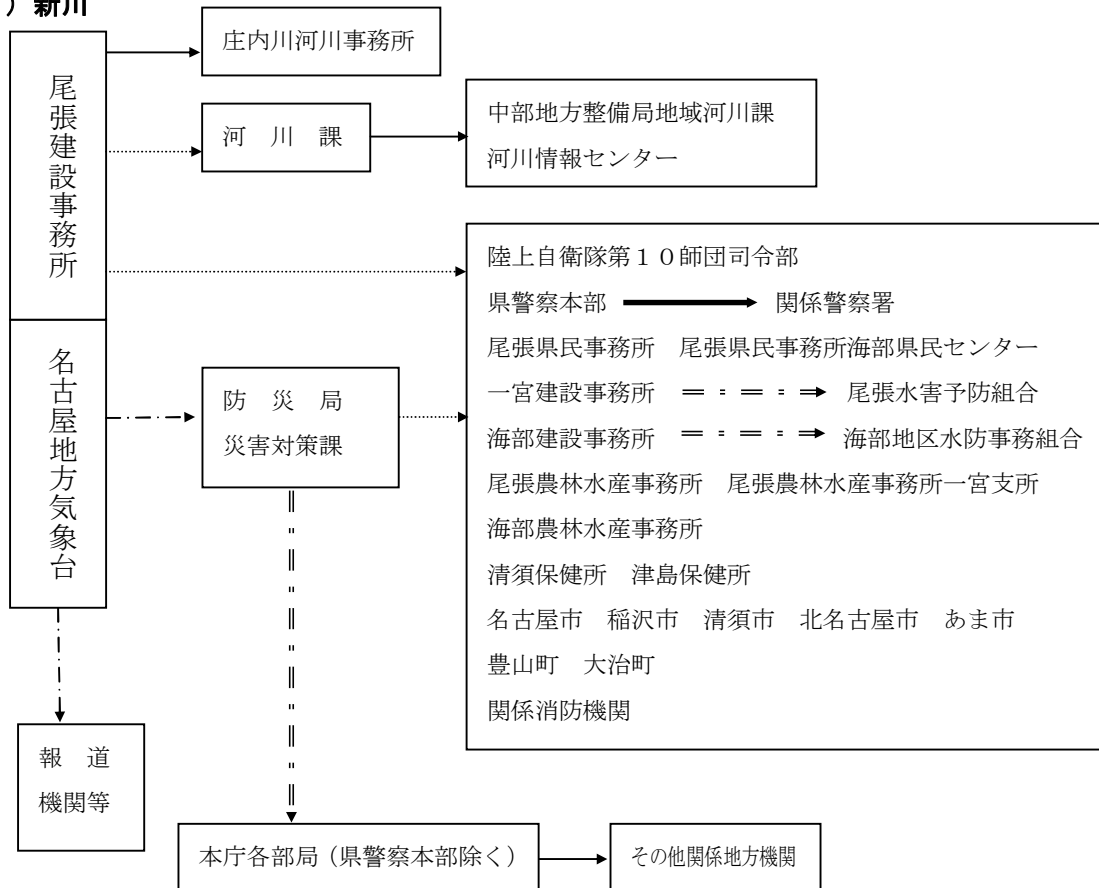 ）新川
尾張建設事務所
庄内川河川事務所
河　川　課
中部地方整備局地域河川課
河川情報センター
陸上自衛隊第１０師団司令部
県警察本部　関係警察署
尾張県民事務所　尾張県民事務所海部県民センター
一宮建設事務所　尾張水害予防組合
海部建設事務所　海部地区水防事務組合
尾張農林水産事務所　尾張農林水産事務所一宮支所
海部農林水産事務所
清須保健所　津島保健所
名古屋市　稲沢市　清須市　北名古屋市　あま市
豊山町　大治町
関係消防機関
名古屋地方気象台
防　災　局
災害対策課
報　道
機関等
本庁各部局（県警察本部除く）
その他関係地方機関